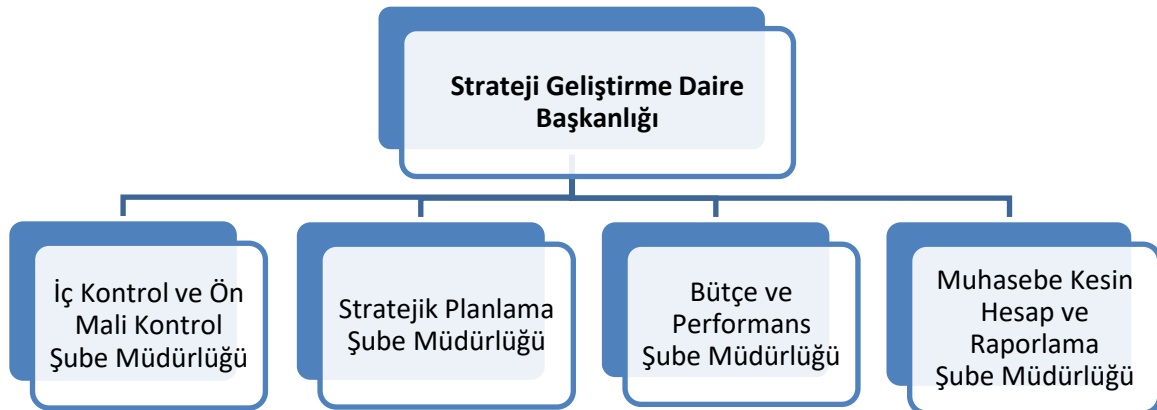 Strateji Geliştirme Daire
Başkanlığı
İç Kontrol ve Ön
Mali Kontrol
Şube Müdürlüğü
Stratejik Planlama
Şube Müdürlüğü
Bütçe ve
Performans
Şube Müdürlüğü
Muhasebe Kesin
Hesap ve
Raporlama
Şube Müdürlüğü